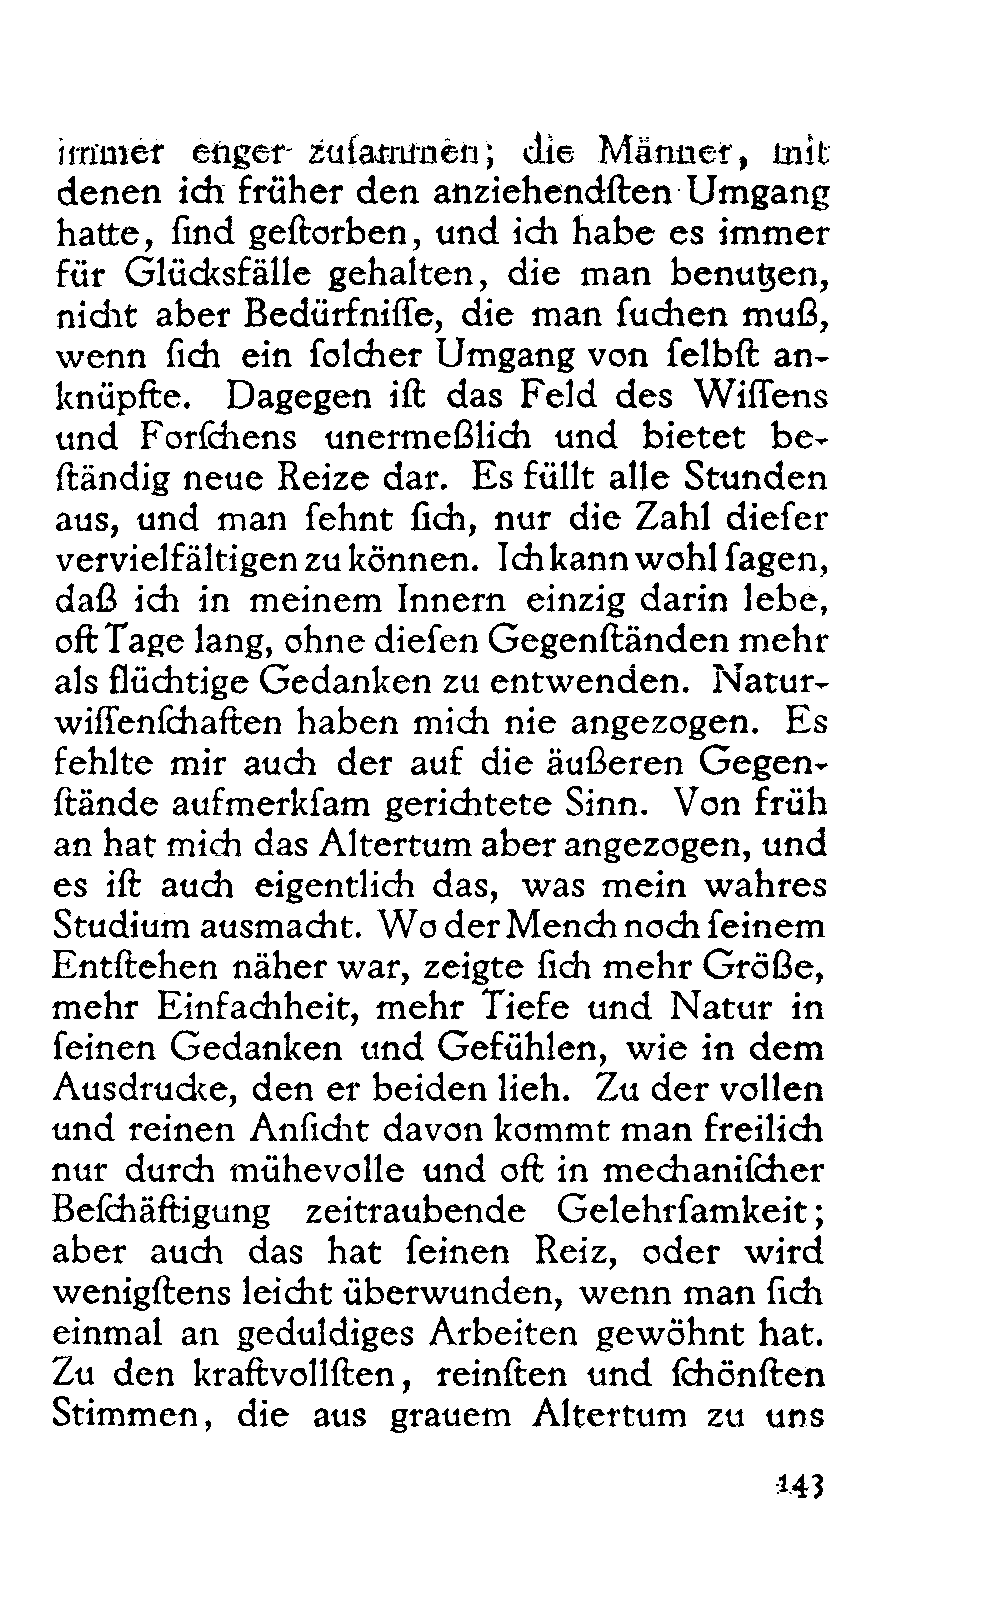 immer enger zuſammen; die Männer, mit
denen ich früher den anziehendſten Umgang
hatte, ſind geſtorben, und ich habe es immer
für Glücksfälle gehalten, die man benutzen,
nicht aber Bedürfniſſe, die man ſuchen muß,
wenn ſich ein ſolcher Umgang von ſelbſt an-
knüpfte. Dagegen iſt das Feld des Wiſſens
und Forſchens unermeßlich und bietet be-
ſtändig neue Reize dar. Es füllt alle Stunden
aus, und man ſehnt ſich, nur die Zahl dieſer
vervielfältigen zu können. Ich kann wohl ſagen,
daß ich in meinem Innern einzig darin lebe,
oft Tage lang, ohne dieſen Gegenſtänden mehr
als flüchtige Gedanken zu entwenden. Natur-
wiſſenſchaften haben mich nie angezogen. Es
fehlte mir auch der auf die äußeren Gegen-
ſtände aufmerkſam gerichtete Sinn. Von früh
an hat mich das Altertum aber angezogen, und
es iſt auch eigentlich das, was mein wahres
Studium ausmacht. Wo der Mench noch ſeinem
Entſtehen näher war, zeigte ſich mehr Größe,
mehr Einfachheit, mehr Tiefe und Natur in
ſeinen Gedanken und Gefühlen, wie in dem
Ausdrucke, den er beiden lieh. Zu der vollen
und reinen Anſicht davon kommt man freilich
nur durch mühevolle und oft in mechaniſcher
Beſchäftigung zeitraubende Gelehrſamkeit;
aber auch das hat ſeinen Reiz, oder wird
wenigſtens leicht überwunden, wenn man ſich
einmal an geduldiges Arbeiten gewöhnt hat.
Zu den kraftvollſten, reinſten und ſchönſten
Stimmen, die aus grauem Altertum zu uns
143